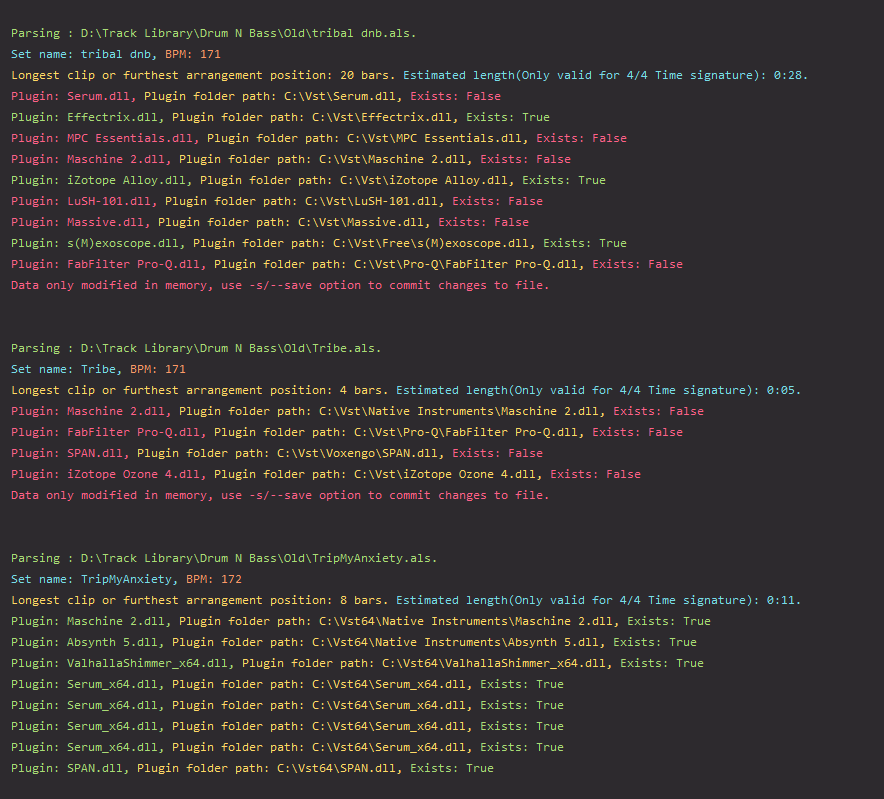 Parsing : D:\Track Library\Drum N Bass\Old\tribal dnb.als.
Set name: tribal dnb, BPM: 171
Longest clip or furthest arrangement position: 20 bars. Estimated length(Only valid for 4/4 Time signature): 0:28.
Plugin: Serum.dll, Plugin folder path: C:\Vst\Serum.dll, Exists: False
Plugin: Effectrix.dll, Plugin folder path: C:\Vst\Effectrix.dll, Exists: True
Plugin: MPC Essentials.dll, Plugin folder path: C:\Vst\MPC Essentials.dll, Exists: False
Plugin: Maschine 2.dll, Plugin folder path: C:\Vst\Maschine 2.dll, Exists: False
Plugin: iZotope Alloy.dll, Plugin folder path: C:\Vst\iZotope Alloy.dll, Exists: True
Plugin: LuSH-101.dll, Plugin folder path: C:\Vst\LuSH-101.dll, Exists: False
Plugin: Massive.dll, Plugin folder path: C:\Vst\Massive.dll, Exists: False
Plugin: s(M)exoscope.dll, Plugin folder path: C:\Vst\Free\s(M)exoscope.dll, Exists: True
Plugin: FabFilter Pro-Q.dll, Plugin folder path: C:\Vst\Pro-Q\FabFilter Pro-Q.dll, Exists: False
Data only modified in memory, use -s/--save option to commit changes to file.
Parsing : D:\Track Library\Drum N Bass\Old\Tribe.als.
Set name: Tribe, BPM: 171
Longest clip or furthest arrangement position: 4 bars. Estimated length(Only valid for 4/4 Time signature): 0:05.
Plugin: Maschine 2.dll, Plugin folder path: C:\Vst\Native Instruments\Maschine 2.dll, Exists: False
Plugin: FabFilter Pro-Q.dll, Plugin folder path: C:\Vst\Pro-Q\FabFilter Pro-Q.dll, Exists: False
Plugin: SPAN.dll, Plugin folder path: C:\Vst\Voxengo\SPAN.dll, Exists: False
Plugin: iZotope Ozone 4.dll, Plugin folder path: C:\Vst\iZotope Ozone 4.dll, Exists: False
Data only modified in memory, use -s/--save option to commit changes to file.
Parsing : D:\Track Library\Drum N Bass\Old\TripMyAnxiety.als.
Set name: TripMyAnxiety, BPM: 172
Longest clip or furthest arrangement position: 8 bars. Estimated length(Only valid for 4/4 Time signature): 0:11.
Plugin: Maschine 2.dll, Plugin folder path: C:\Vst64\Native Instruments\Maschine 2.dll, Exists: True
Plugin: Absynth 5.dll, Plugin folder path: C:\Vst64\Native Instruments\Absynth 5.dll, Exists: True
Plugin: ValhallaShimmer_x64.dll, Plugin folder path: C:\Vst64\ValhallaShimmer_x64.dll, Exists: True
Plugin: Serum_x64.dll, Plugin folder path: C:\Vst64\Serum_x64.dll, Exists: True
Plugin: Serum_x64.dll, Plugin folder path: C:\Vst64\Serum_x64.dll, Exists: True
Plugin: Serum_x64.dll, Plugin folder path: C:\Vst64\Serum_x64.dll, Exists: True
Plugin: Serum_x64.dll, Plugin folder path: C:\Vst64\Serum_x64.dll, Exists: True
Plugin: SPAN.dll, Plugin folder path: C:\Vst64\SPAN.dll, Exists: True